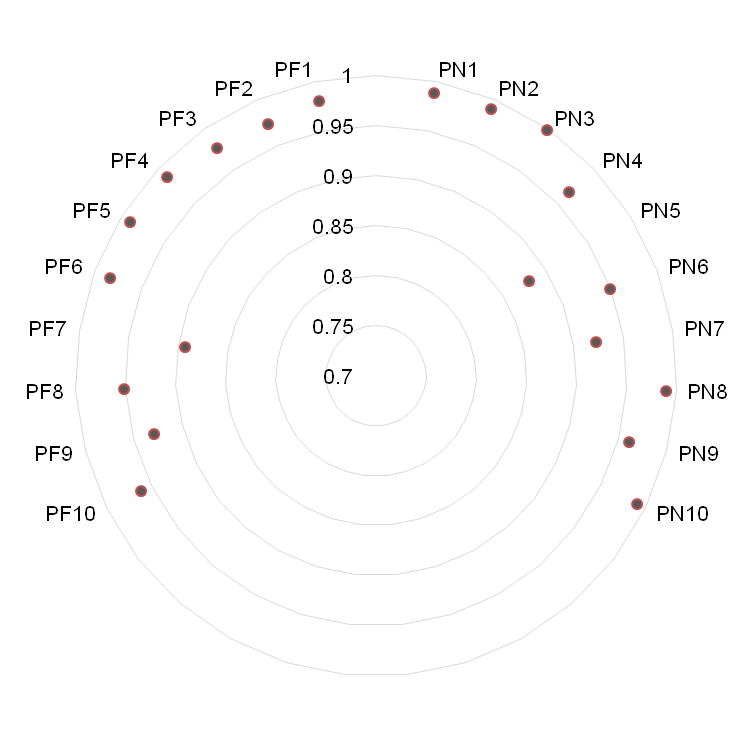 PF1 1 PN1
PF2 PN2
PF3 0.95 PN3
PF4 PN4
0.9
PF5 0.85 PN5
PF6 0.8 PN6
PF7 0.75 PN7
0.7
PF8 PN8
PF9 PN9
PF10 PN10